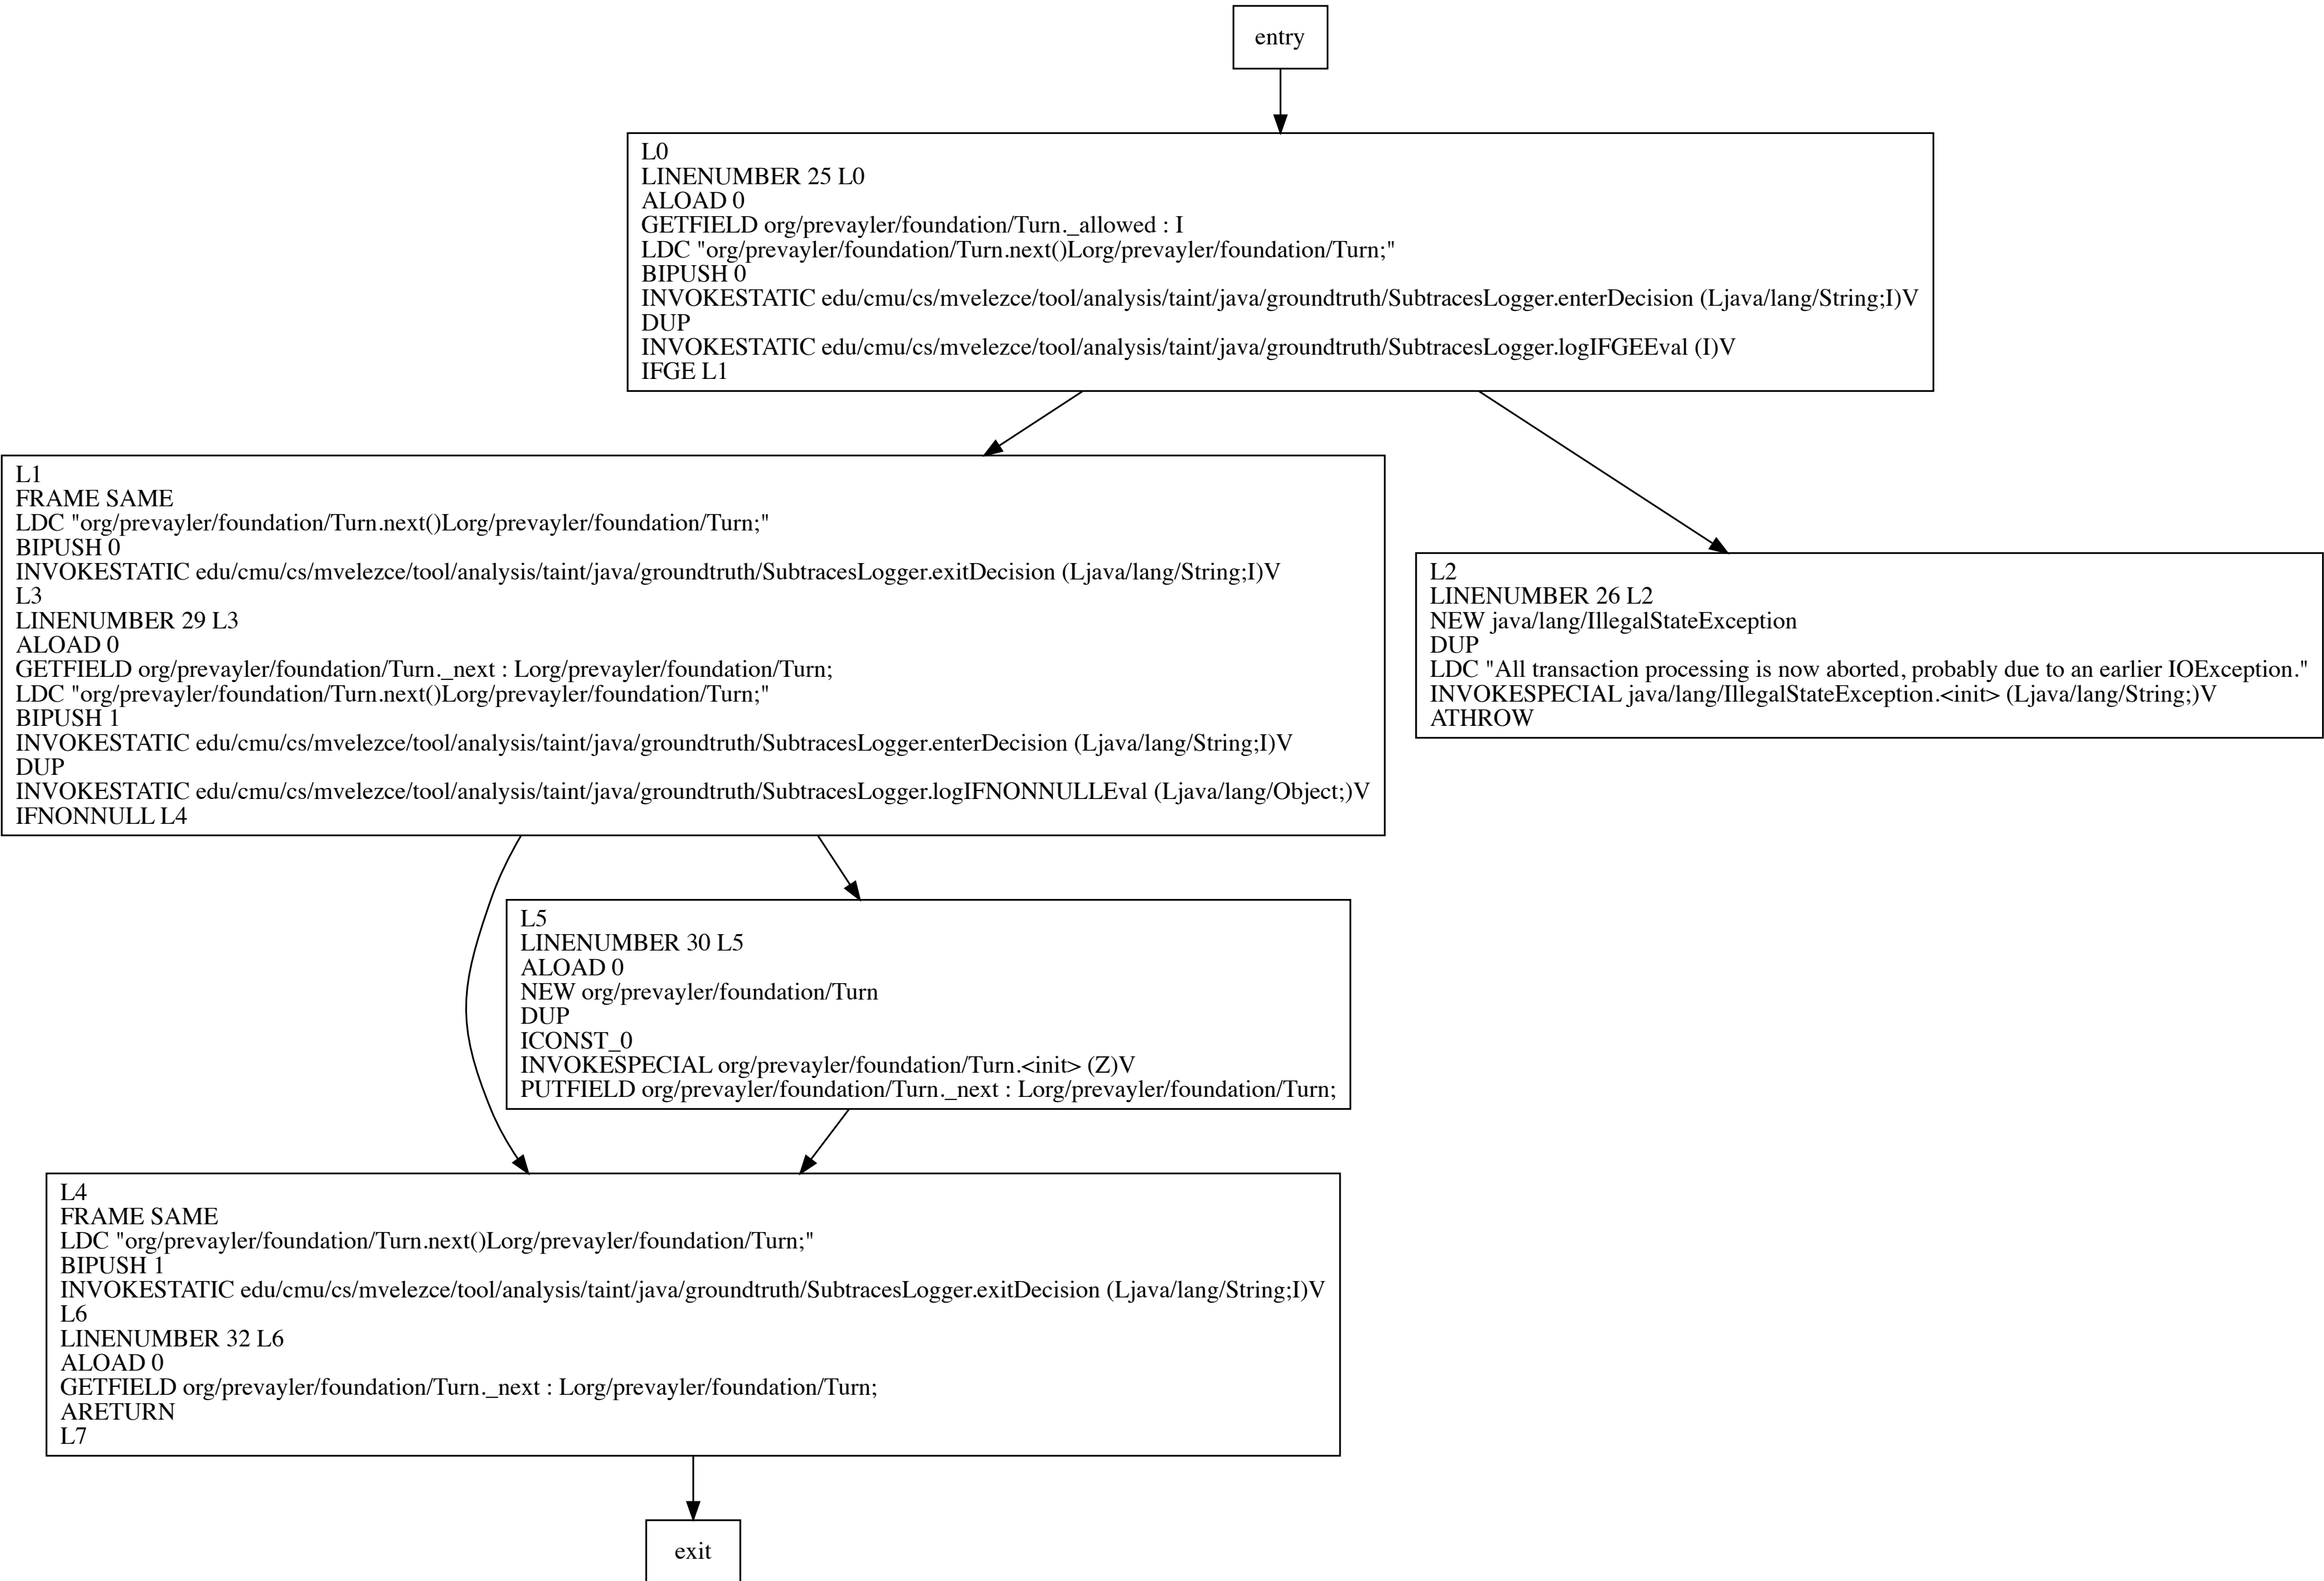 entry
L0
LINENUMBER 25 L0
ALOAD 0
GETFIELD org/prevayler/foundation/Turn._allowed : I
LDC "org/prevayler/foundation/Turn.next()Lorg/prevayler/foundation/Turn;"
BIPUSH 0
INVOKESTATIC edu/cmu/cs/mvelezce/tool/analysis/taint/java/groundtruth/SubtracesLogger.enterDecision (Ljava/lang/String;I)V
DUP
INVOKESTATIC edu/cmu/cs/mvelezce/tool/analysis/taint/java/groundtruth/SubtracesLogger.logIFGEEval (I)V
IFGE L1
L1
FRAME SAME
LDC "org/prevayler/foundation/Turn.next()Lorg/prevayler/foundation/Turn;"
BIPUSH 0
INVOKESTATIC edu/cmu/cs/mvelezce/tool/analysis/taint/java/groundtruth/SubtracesLogger.exitDecision (Ljava/lang/String;I)V
L3
LINENUMBER 29 L3
ALOAD 0
GETFIELD org/prevayler/foundation/Turn._next : Lorg/prevayler/foundation/Turn;
LDC "org/prevayler/foundation/Turn.next()Lorg/prevayler/foundation/Turn;"
BIPUSH 1
INVOKESTATIC edu/cmu/cs/mvelezce/tool/analysis/taint/java/groundtruth/SubtracesLogger.enterDecision (Ljava/lang/String;I)V
DUP
INVOKESTATIC edu/cmu/cs/mvelezce/tool/analysis/taint/java/groundtruth/SubtracesLogger.logIFNONNULLEval (Ljava/lang/Object;)V
IFNONNULL L4
L2
LINENUMBER 26 L2
NEW java/lang/IllegalStateException
DUP
LDC "All transaction processing is now aborted, probably due to an earlier IOException."
INVOKESPECIAL java/lang/IllegalStateException.<init> (Ljava/lang/String;)V
ATHROW
L5
LINENUMBER 30 L5
ALOAD 0
NEW org/prevayler/foundation/Turn
DUP
ICONST_0
INVOKESPECIAL org/prevayler/foundation/Turn.<init> (Z)V
PUTFIELD org/prevayler/foundation/Turn._next : Lorg/prevayler/foundation/Turn;
L4
FRAME SAME
LDC "org/prevayler/foundation/Turn.next()Lorg/prevayler/foundation/Turn;"
BIPUSH 1
INVOKESTATIC edu/cmu/cs/mvelezce/tool/analysis/taint/java/groundtruth/SubtracesLogger.exitDecision (Ljava/lang/String;I)V
L6
LINENUMBER 32 L6
ALOAD 0
GETFIELD org/prevayler/foundation/Turn._next : Lorg/prevayler/foundation/Turn;
ARETURN
L7
exit